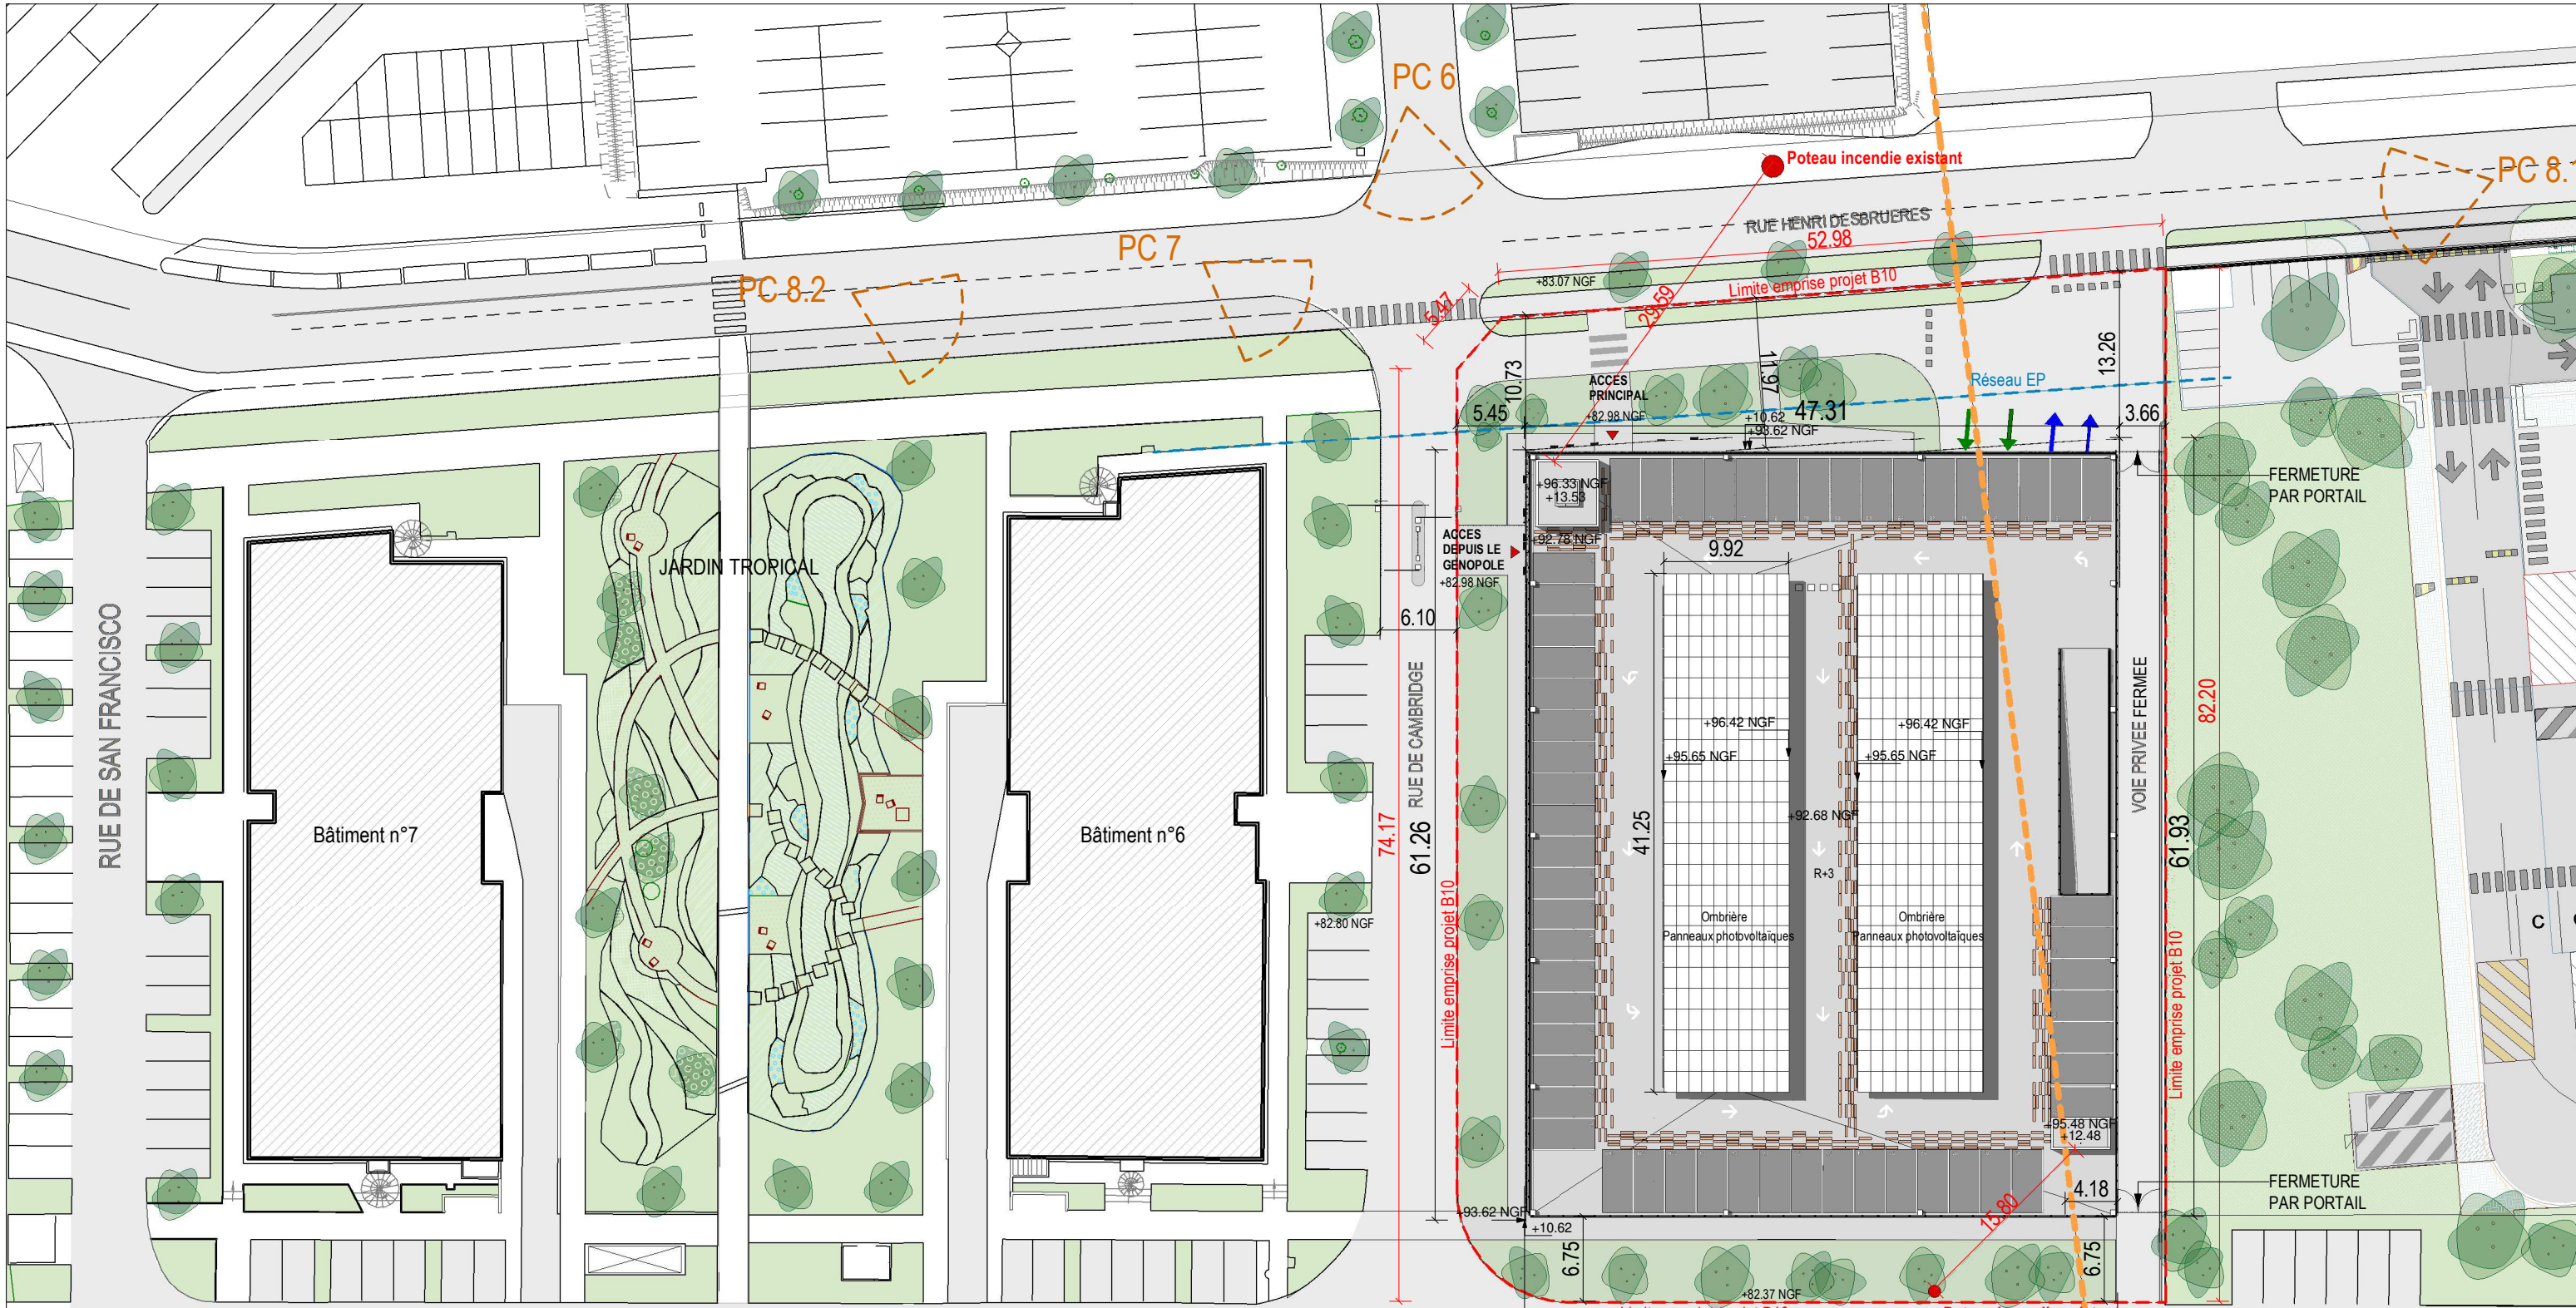 PC 6
Poteau incendie existant
PC 8.
RUE HENRI DESBRUERES
52.98
PC 7
PC 8.2
+83.07 NGF
Limite emprise projet B10
29.59
5.47
10.73
11.97
13.26
Réseau EP
ACCES
PRINCIPAL
+82.98 NGF
5.45
+10.62
47.31
+93.62 NGF
3.66
FERMETURE
PAR PORTAIL
+96.33 NGF
+13.53
+92.78 NGF
ACCES
DEPUIS LE
GENOPOLE
+82.98 NGF
9.92
JARDIN TROPICAL
6.10
RUE DE SAN FRANCISCO
RUE DE CAMBRIDGE
VOIE PRIVEE FERMEE
82.20
+96.42 NGF
+96.42 NGF
+95.65 NGF
+95.65 NGF
+92.68 NGF
41.25
Bâtiment n°7
Bâtiment n°6
74.17
61.26
61.93
R+3
Ombrière
Panneaux photovoltaïques
Ombrière
Panneaux photovoltaïques
+82.80 NGF
C
Limite emprise projet B10
Limite emprise projet B10
+95.48 NGF
+12.48
FERMETURE
PAR PORTAIL
4.18
15.80
+93.62 NGF
+10.62
6.75
6.75
+82.37 NGF